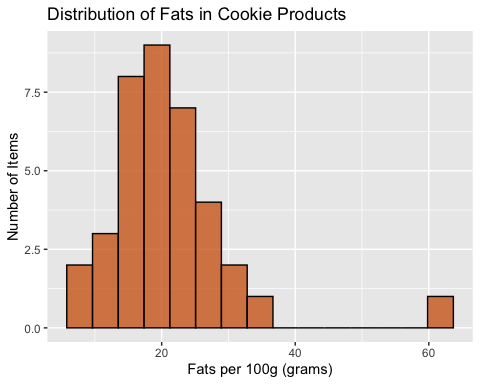 Distribution of Fats in Cookie Products
Number of Items
7.5
5.0
2.5
0.0
20 40 60
Fats per 100g (grams)